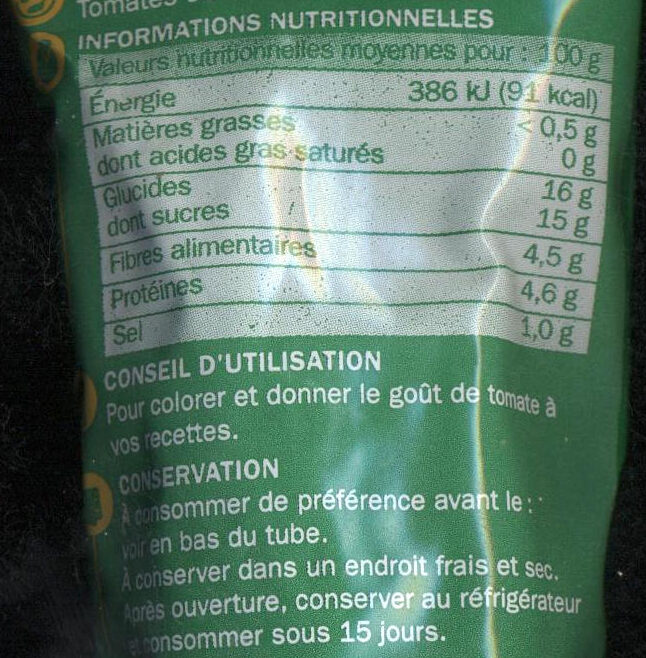 Tomates
INFORMATIONS NUTRITIONNELLES
Valeurs nutritionnelles moyennes pour : 100 g
Énergie 386 kJ (91 kcal)
Matières grasses < 0,5 g
dont acides gras saturés 0 g
Glucides 16 g
dont sucres 15 g
Fibres alimentaires 4,5 g
Protéines 4,6 g
Sel 1,0 g
CONSEIL D'UTILISATION
Pour colorer et donner le goût de tomate à
vos recettes.
CONSERVATION
À consommer de préférence avant le :
voir en bas du tube.
À conserver dans un endroit frais et sec.
Après ouverture, conserver au réfrigérateur
et consommer sous 15 jours.